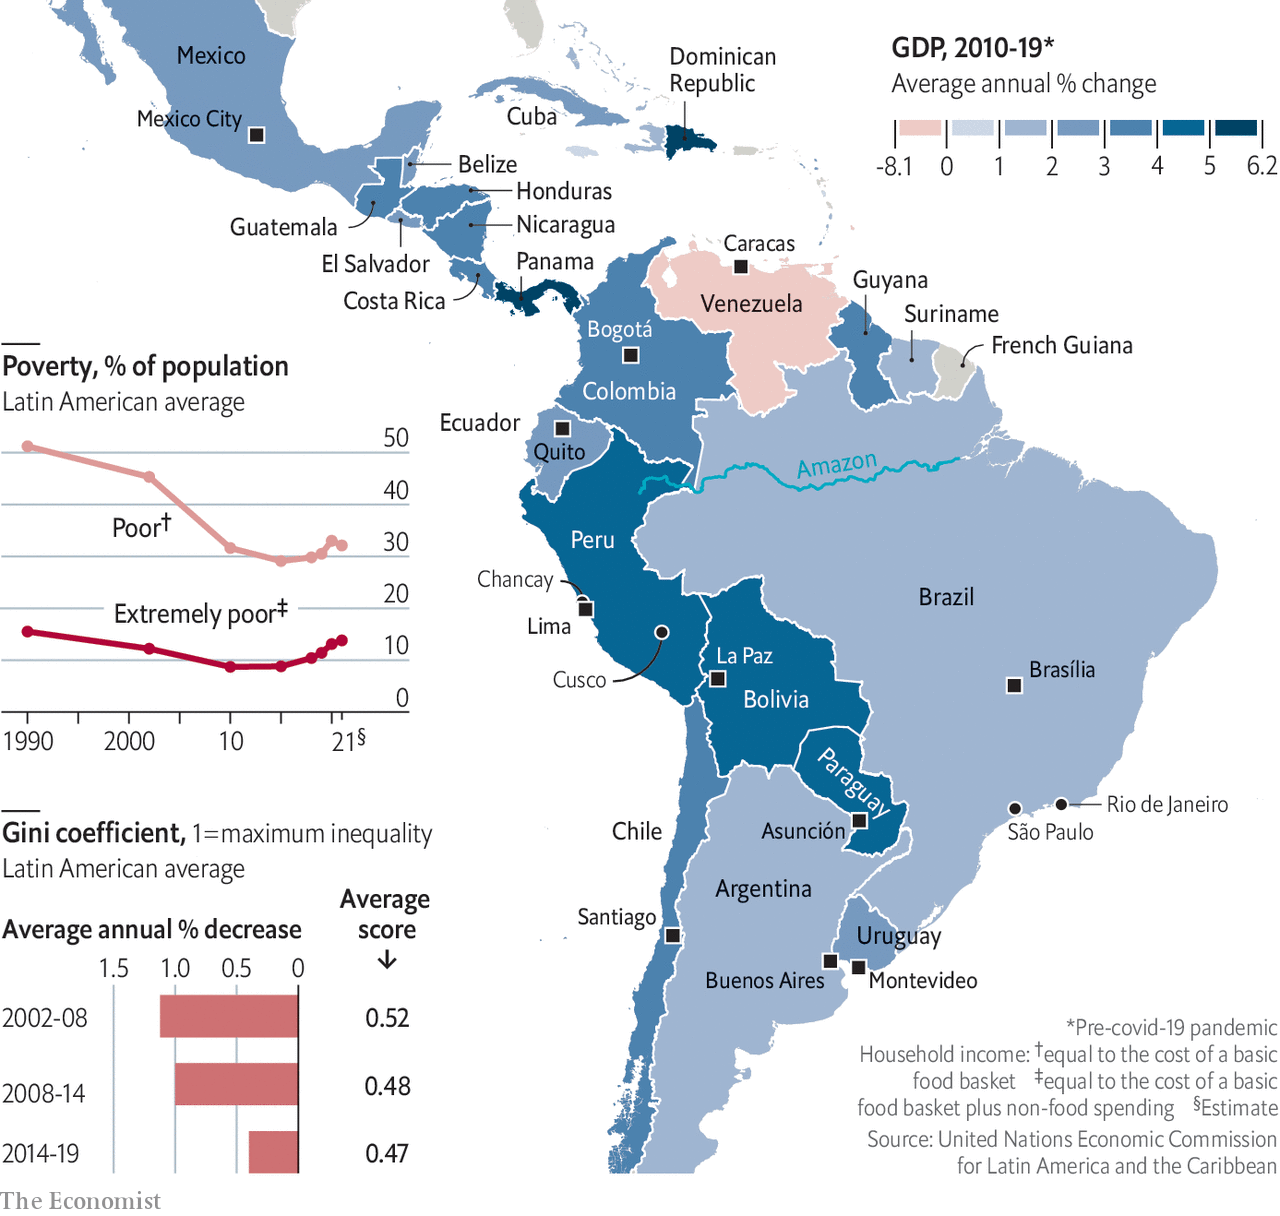 GDP, 2010-19*
Average annual % change
-8.1 0 1 2 3 4 5 6.2
Mexico
Mexico City
Cuba
Dominican
Republic
Belize
Honduras
Guatemala
Nicaragua
El Salvador
Panama
Costa Rica
Caracas
Venezuela
Guyana
Suriname
French Guiana
Bogotá
Colombia
Ecuador
Quito
Amazon
Peru
Chancay
Lima
Cusco
La Paz
Bolivia
Brazil
Brasília
Paraguay
Asunción
Rio de Janeiro
São Paulo
Chile
Argentina
Santiago
Uruguay
Buenos Aires
Montevideo
Poverty, % of population
Latin American average
50
40
30
20
10
0
Poor†
Extremely poor‡
1990 2000 10 21§
Gini coefficient, 1=maximum inequality
Latin American average
Average annual % decrease
Average
score
↓
1.5 1.0 0.5 0
2002-08 0.52
2008-14 0.48
2014-19 0.47
*Pre-covid-19 pandemic
Household income: †equal to the cost of a basic
food basket ‡equal to the cost of a basic
food basket plus non-food spending §Estimate
Source: United Nations Economic Commission
for Latin America and the Caribbean
The Economist